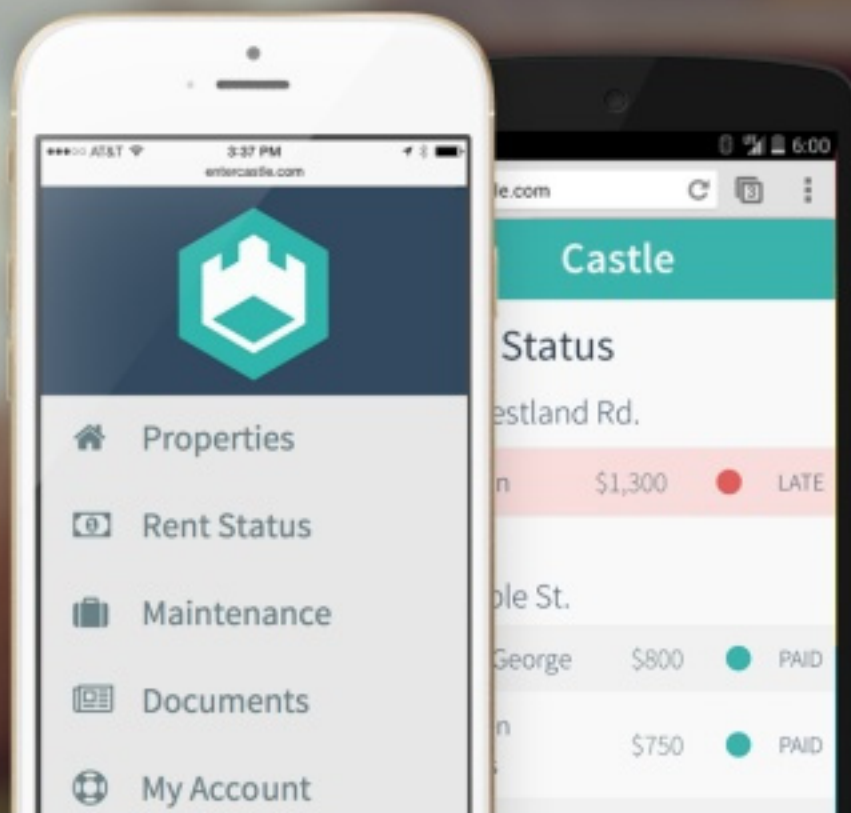 AT&T
3:37 PM
entercastle.com
Properties
Rent Status
Maintenance
Documents
My Account
6:00
le.com
3
Castle
Status
estland Rd.
n
$1,300
LATE
ple St.
George
$800
PAID
n
$750
PAID